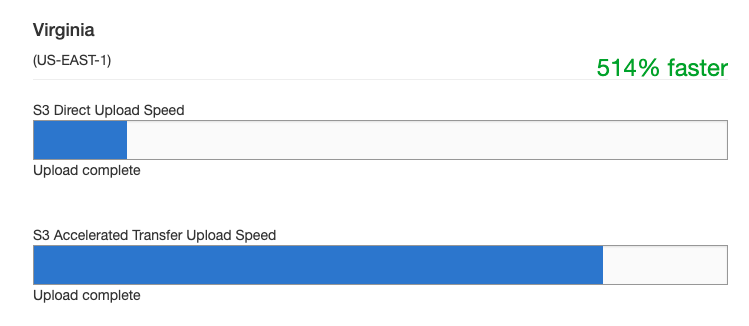 Virginia
(US-EAST-1)
514% faster
S3 Direct Upload Speed
Upload complete
S3 Accelerated Transfer Upload Speed
Upload complete